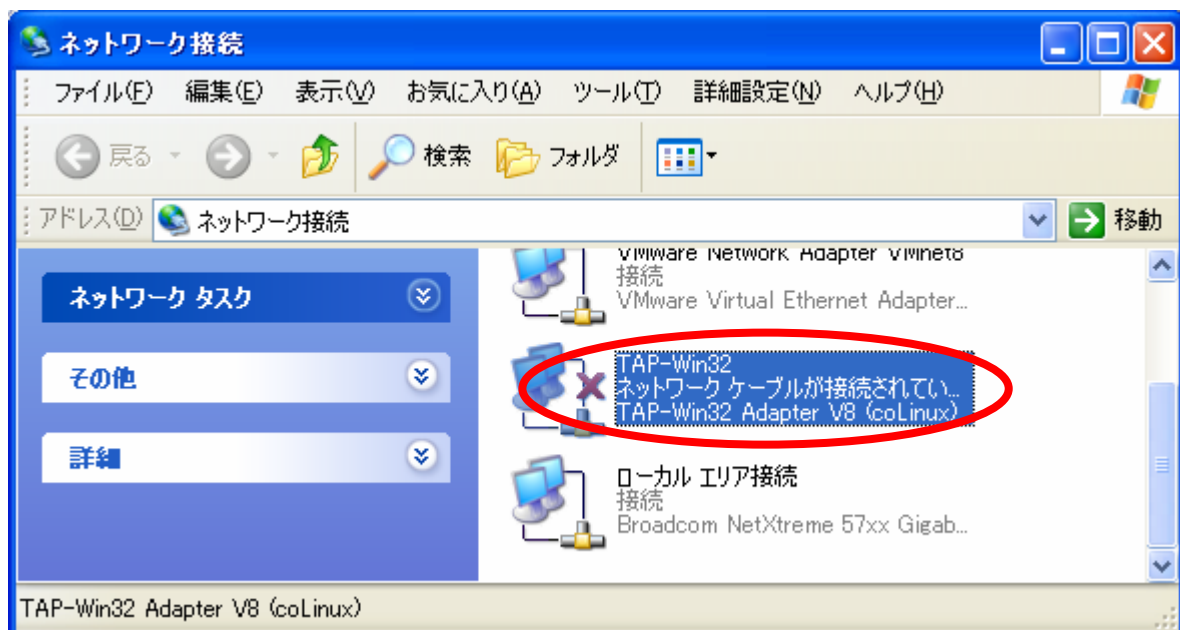 ネットワーク接続
ファイル(F) 編集(E) 表示(V) お気に入り(A) ツール(T) 詳細設定(N) ヘルプ(H)
戻る 検索 フォルダ
アドレス(D) ネットワーク接続 移動
ネットワーク タスク
その他
詳細
VMware Network Adapter VMnet8
接続
VMware Virtual Ethernet Adapter...
TAP-Win32
ネットワーク ケーブルが接続されてい...
TAP-Win32 Adapter V8 (coLinux)
ローカル エリア接続
接続
Broadcom NetXtreme 57xx Gigab...
TAP-Win32 Adapter V8 (coLinux)